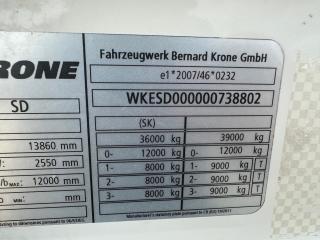 Fahrzeugwerk Bernard Krone GmbH
RONE
e1*2007/46*0232
SD
WKESD000000738802
(SK)
13860 mm
36000 kg 39000 kg
2550 mm
0- 12000 kg 0- 12000 kg
MAX: 12000 mm
1- 8000 kg 1- 9000 kg T
2- 8000 kg 2- 9000 kg T
mm
3- 8000 kg 3- 9000 kg T